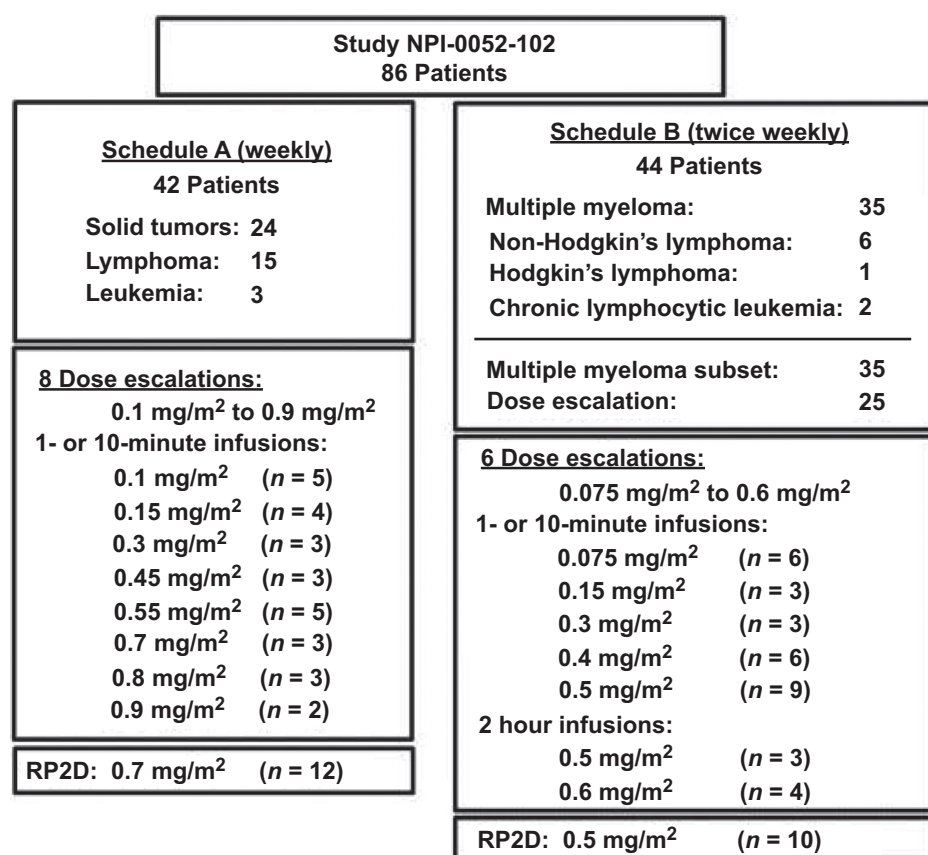 Study NPI-0052-102
86 Patients
Schedule A (weekly)
42 Patients
Solid tumors: 24
Lymphoma: 15
Leukemia: 3
8 Dose escalations:
0.1 mg/m² to 0.9 mg/m²
1- or 10-minute infusions:
0.1 mg/m² (n = 5)
0.15 mg/m² (n = 4)
0.3 mg/m² (n = 3)
0.45 mg/m² (n = 3)
0.55 mg/m² (n = 5)
0.7 mg/m² (n = 3)
0.8 mg/m² (n = 3)
0.9 mg/m² (n = 2)
RP2D: 0.7 mg/m² (n = 12)
Schedule B (twice weekly)
44 Patients
Multiple myeloma: 35
Non-Hodgkin's lymphoma: 6
Hodgkin's lymphoma: 1
Chronic lymphocytic leukemia: 2
Multiple myeloma subset: 35
Dose escalation: 25
6 Dose escalations:
0.075 mg/m² to 0.6 mg/m²
1- or 10-minute infusions:
0.075 mg/m² (n = 6)
0.15 mg/m² (n = 3)
0.3 mg/m² (n = 3)
0.4 mg/m² (n = 6)
0.5 mg/m² (n = 9)
2 hour infusions:
0.5 mg/m² (n = 3)
0.6 mg/m² (n = 4)
RP2D: 0.5 mg/m² (n = 10)